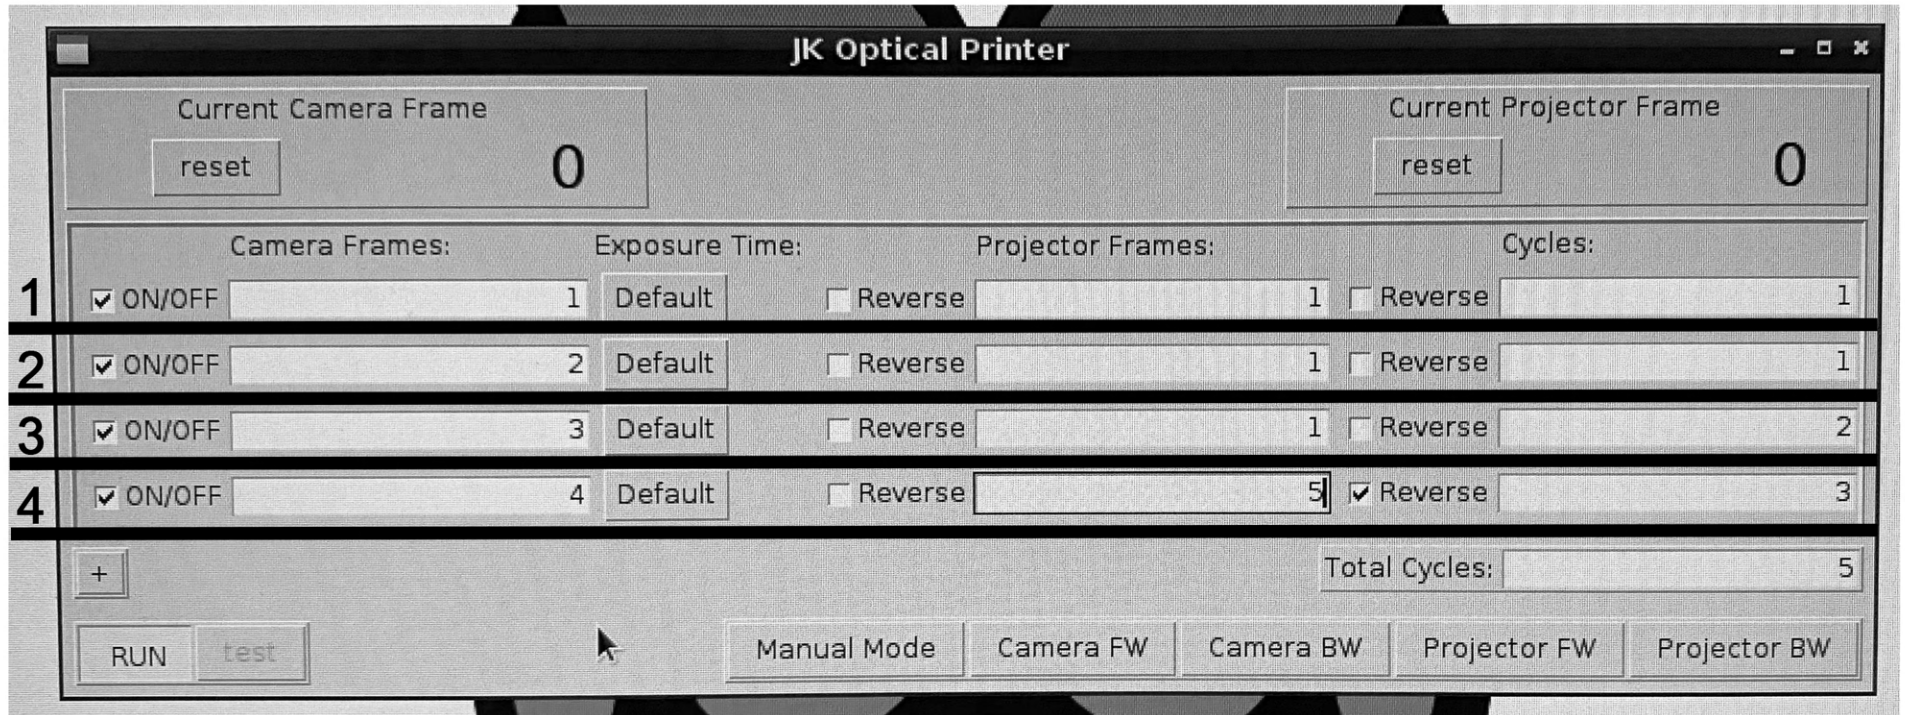 JK Optical Printer
Current Camera Frame
reset 0
Current Projector Frame
reset 0
Camera Frames: Exposure Time: Projector Frames: Cycles:
1 ON/OFF 1 Default Reverse 1 Reverse 1
2 ON/OFF 2 Default Reverse 1 Reverse 1
3 ON/OFF 3 Default Reverse 1 Reverse 2
4 ON/OFF 4 Default Reverse 5 Reverse 3
+ Total Cycles: 5
RUN test Manual Mode Camera FW Camera BW Projector FW Projector BW